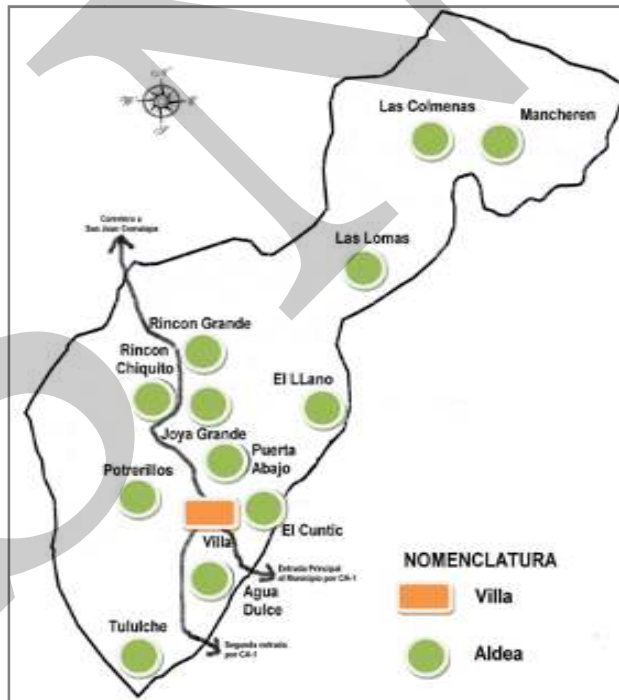 Las Colmenas
Mancheren
Carretera a
San Juan Comalapa
Las Lomas
Rincon Grande
Rincon
Chiquito
El LLano
Joya Grande
Puerta
Abajo
Potrerillos
El Cuntic
Villa
Entrada Principal
al Municipio por CA-1
Agua
Dulce
Tululche
Segunda entrada
por CA-1
NOMENCLATURA
Villa
Aldea